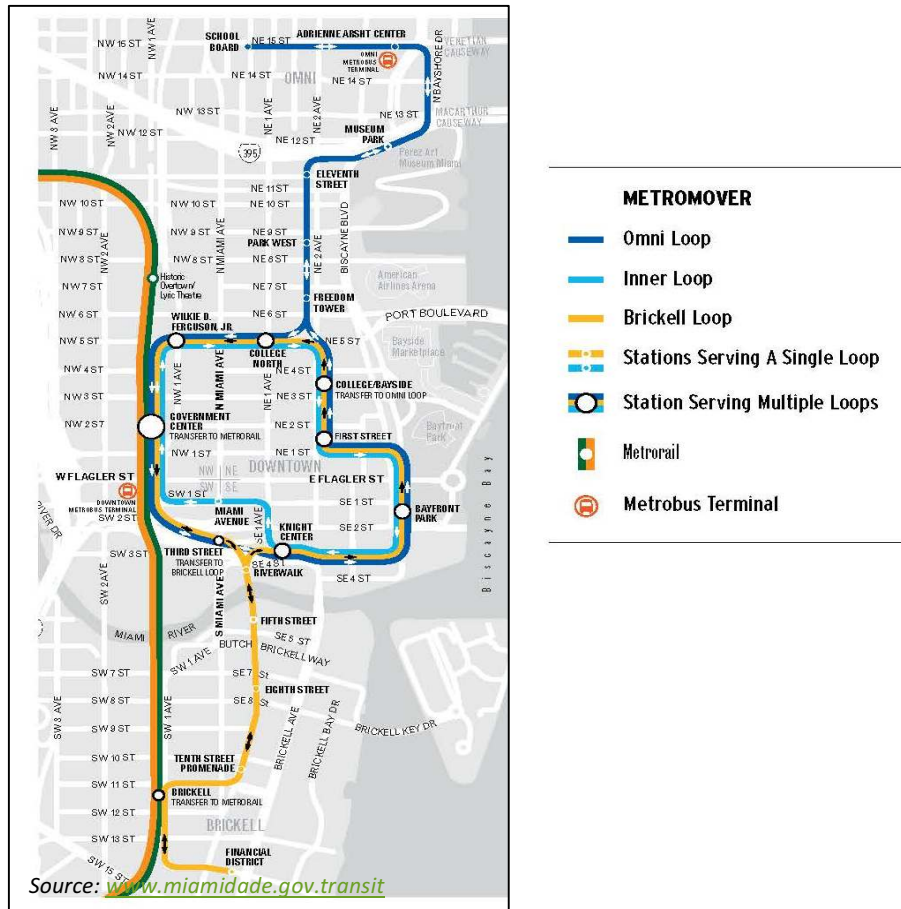 SCHOOL
BOARD
ADRIENNE ARSHT CENTER
NE 15 ST
NW 15 ST
NW 1 AVE
OMNI
METROBUS
TERMINAL
VENETIAN
CAUSEWAY
N BAYSHORE DR
NW 14 ST
NE 14 ST
NE 14 ST
OMNI
NW 3 AVE
NW 2 AVE
NE 1 AVE
NE 2 AVE
NW 13 ST
NE 13 ST
MACARTHUR
CAUSEWAY
NW 12 ST
NE 12 ST
MUSEUM
PARK
395
Perez Art
Museum Miami
ELEVENTH
STREET
NE 11 ST
NW 10 ST
NW 10 ST
NE 10 ST
N MIAMI AVE
BISCAYNE BLVD
NW 9 ST
NW 9 ST
NE 9 ST
PARK WEST
NE 2 AVE
NW 8 ST
NW 8 ST
NE 8 ST
NW 2 AVE
American
Airlines Arena
Historic
Overtown/
Lyric Theatre
NW 7 ST
NE 7 ST
FREEDOM
TOWER
NW 6 ST
WILKIE D.
FERGUSON, JR.
NE 6 ST
PORT BOULEVARD
NW 5 ST
NE 5 ST
COLLEGE
NORTH
Bayside
Marketplace
NW 4 ST
NW 1 AVE
N MIAMI AVE
NE 1 AVE
NE 4 ST
COLLEGE/BAYSIDE
TRANSFER TO OMNI LOOP
NW 3 ST
NE 3 ST
GOVERNMENT
CENTER
TRANSFER TO METRORAIL
NW 2 ST
NE 2 ST
FIRST STREET
Bayfront
Park
NW 1 ST
NE 1 ST
NW
NE
DOWNTOWN
W FLAGLER ST
E FLAGLER ST
SW
SE
DOWNTOWN
METROBUS TERMINAL
SW 1 ST
SE 1 ST
BAYFRONT
PARK
RIVER DR
SW 2 ST
MIAMI
AVENUE
SE 1 AVE
KNIGHT
CENTER
SE 2 ST
SW 3 ST
THIRD STREET
TRANSFER TO
BRICKELL LOOP
SE 4 ST
RIVERWALK
SE 4 ST
Biscayne Bay
SW 2 AVE
S MIAMI AVE
FIFTH STREET
MIAMI
RIVER
SE 5 ST
SW 1 AVE
BUTCH
BRICKELL WAY
SW 7 ST
SE 7 St
EIGHTH STREET
SW 8 ST
SE 8 St
SW 3 AVE
SW 1 AVE
SW 9 ST
BRICKELL AVE
BRICKELL BAY DR
BRICKELL KEY DR
SW 10 ST
TENTH STREET
PROMENADE
SW 11 ST
BRICKELL
TRANSFER TO METRORAIL
SW 12 ST
BRICKELL
SW 13 ST
SW 15 ST
FINANCIAL
DISTRICT
Source: www.miamidade.gov.transit
METROMOVER
Omni Loop
Inner Loop
Brickell Loop
Stations Serving A Single Loop
Station Serving Multiple Loops
Metrorail
Metrobus Terminal